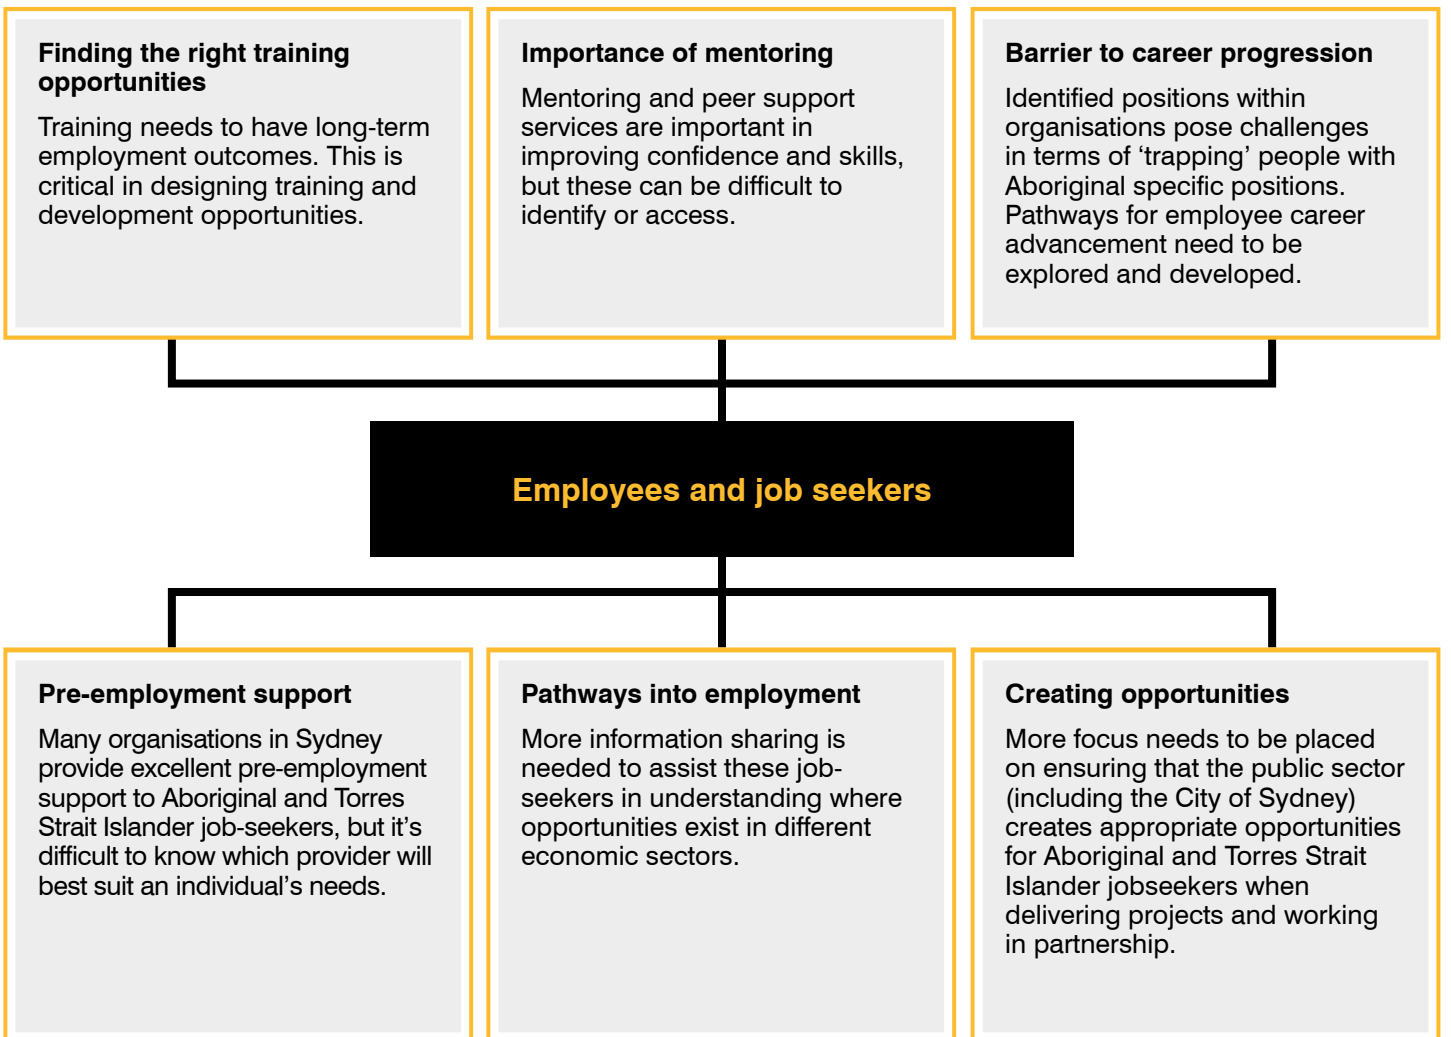 Finding the right training
opportunities
Training needs to have long-term
employment outcomes. This is
critical in designing training and
development opportunities.
Importance of mentoring
Mentoring and peer support
services are important in
improving confidence and skills,
but these can be difficult to
identify or access.
Barrier to career progression
Identified positions within
organisations pose challenges
in terms of ‘trapping’ people with
Aboriginal specific positions.
Pathways for employee career
advancement need to be
explored and developed.
Employees and job seekers
Pre-employment support
Many organisations in Sydney
provide excellent pre-employment
support to Aboriginal and Torres
Strait Islander job-seekers, but it’s
difficult to know which provider will
best suit an individual’s needs.
Pathways into employment
More information sharing is
needed to assist these job-
seekers in understanding where
opportunities exist in different
economic sectors.
Creating opportunities
More focus needs to be placed
on ensuring that the public sector
(including the City of Sydney)
creates appropriate opportunities
for Aboriginal and Torres Strait
Islander jobseekers when
delivering projects and working
in partnership.